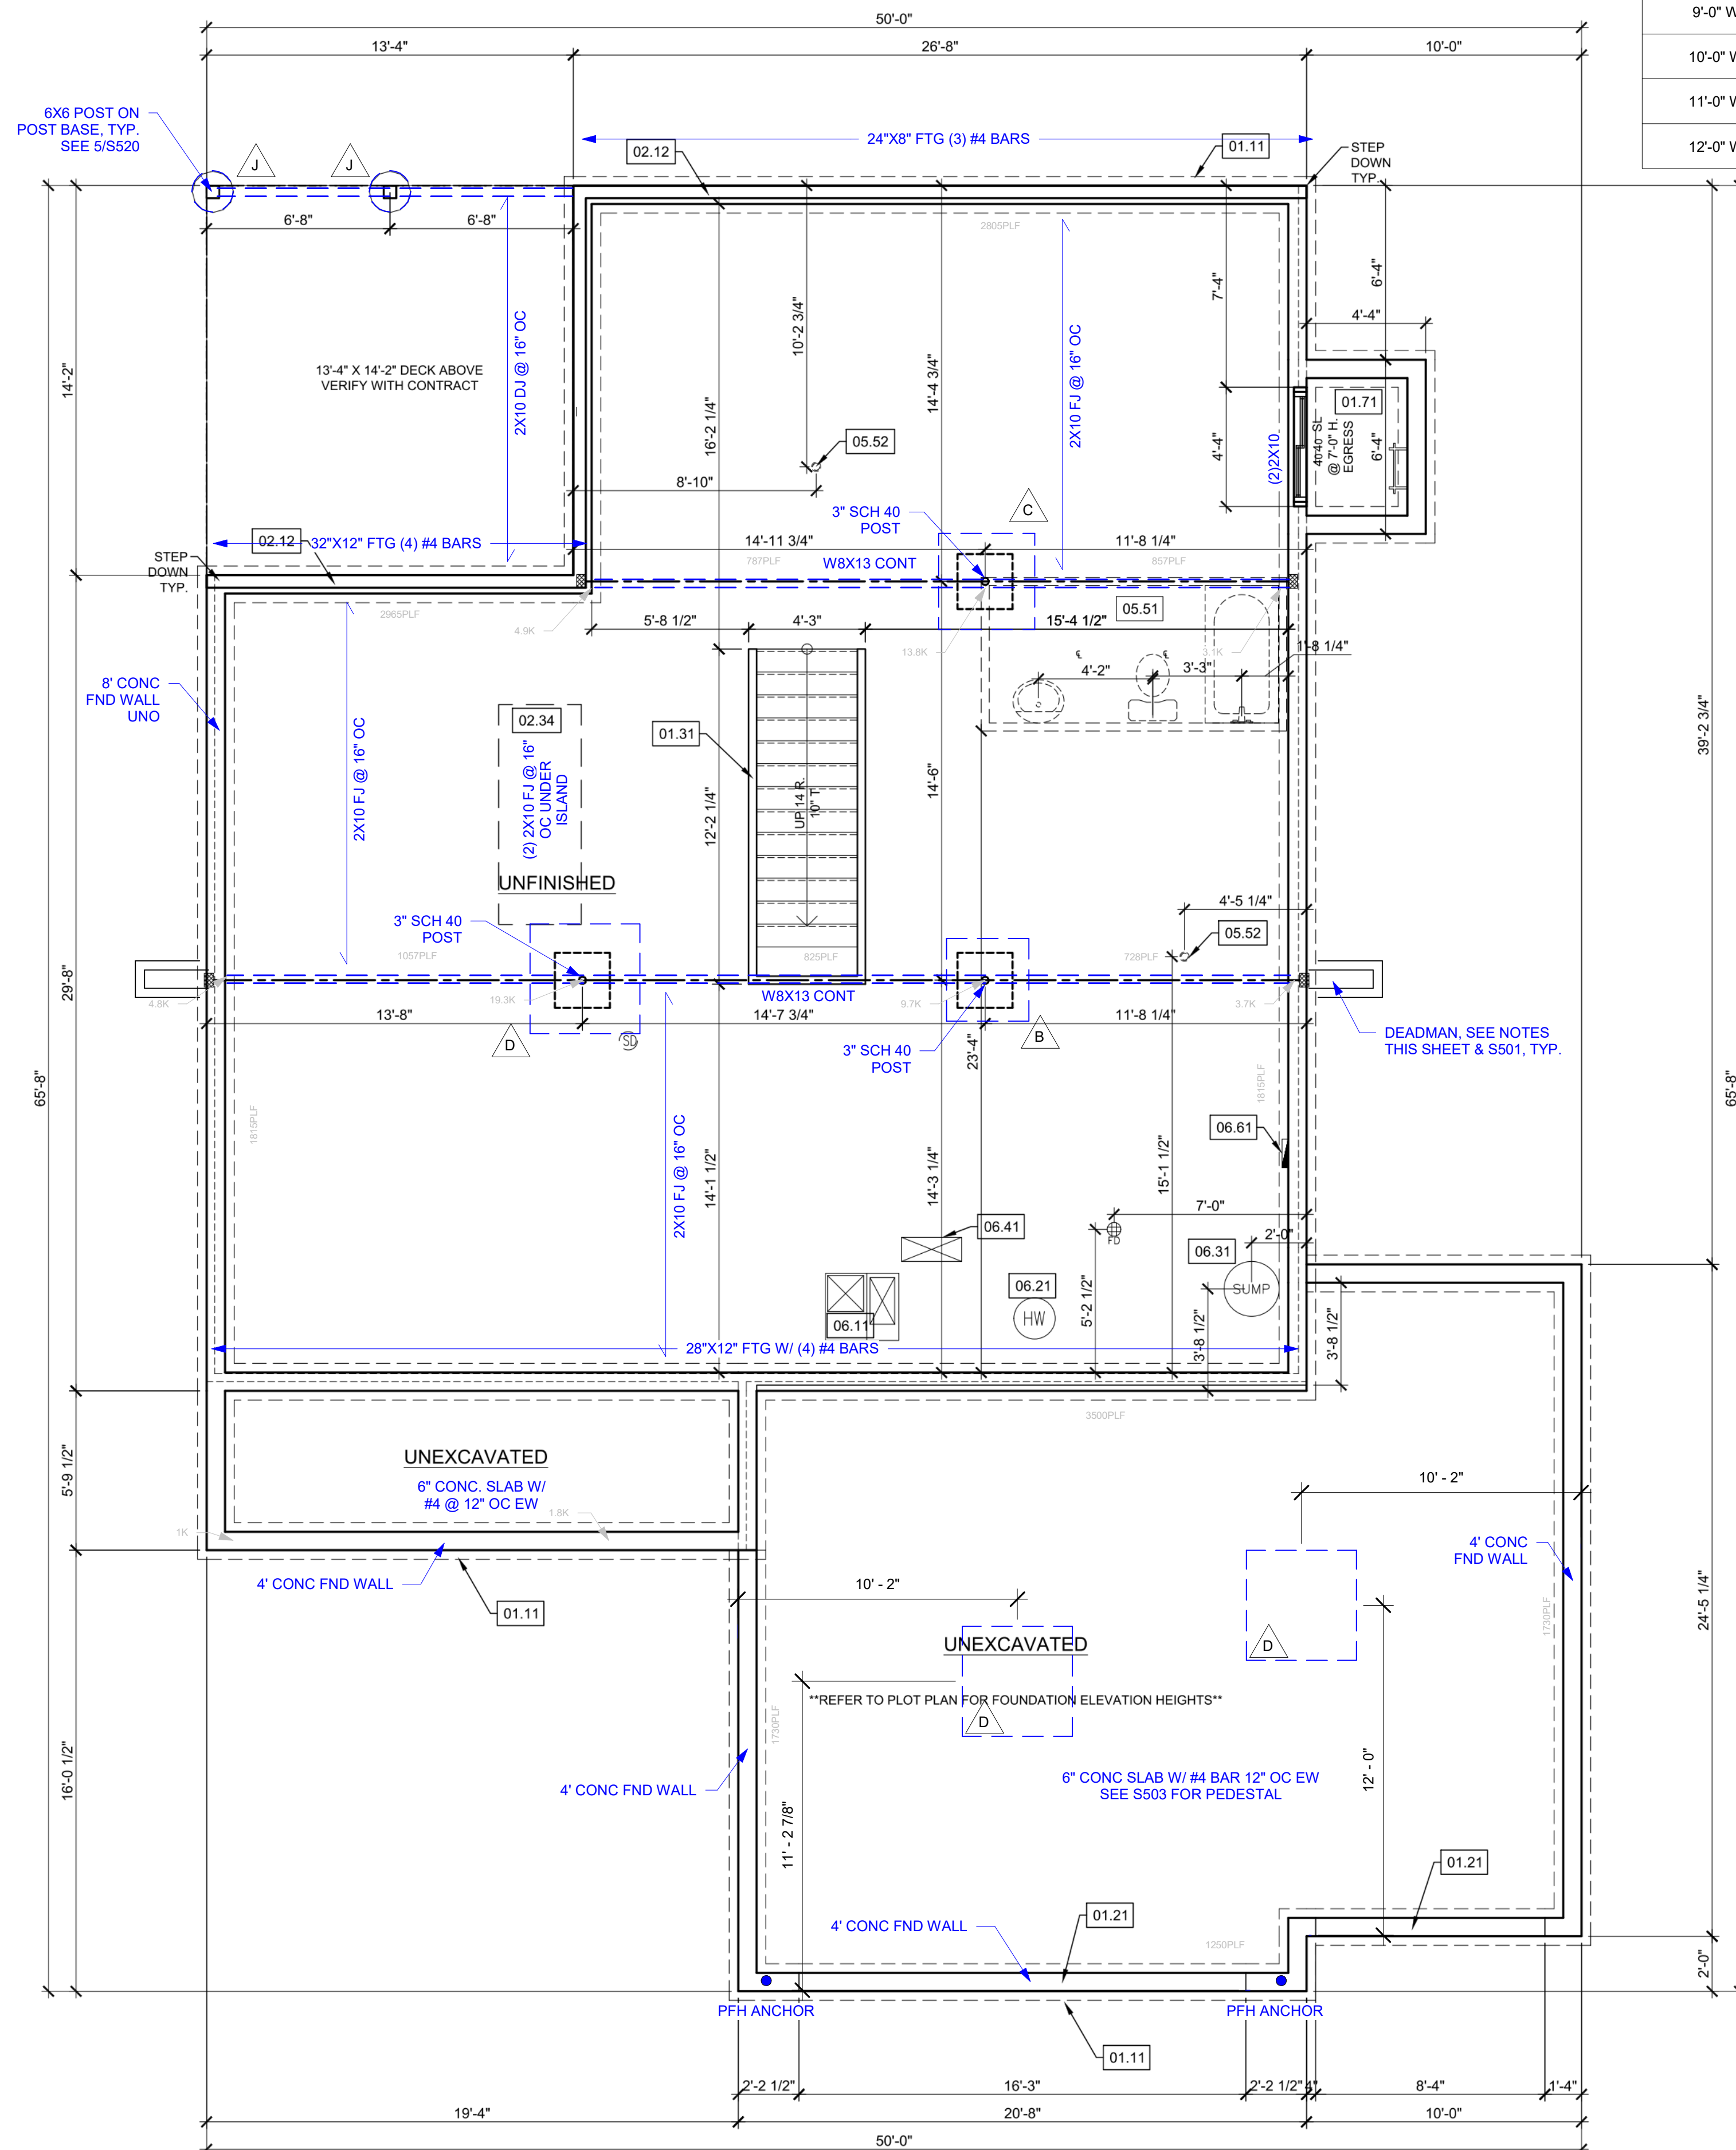 50'-0"
13'-4"
26'-8"
10'-0"
9'-0" W
10'-0" W
11'-0" W
12'-0" W
6X6 POST ON
POST BASE, TYP.
SEE 5/S520
J
J
02.12
24"X8" FTG (3) #4 BARS
01.11
STEP
DOWN
TYP.
6'-8"
6'-8"
2805PLF
7'-4"
6'-4"
4'-4"
10'-2 3/4"
14'-2"
13'-4" X 14'-2" DECK ABOVE
VERIFY WITH CONTRACT
2X10 DJ @ 16" OC
16'-2 1/4"
14'-4 3/4"
2X10 FJ @ 16" OC
01.71
05.52
4'-4"
(2)2X10
4040 SL
@ 7'-0" H.
EGRESS
6'-4"
8'-10"
3" SCH 40
POST
C
02.12
32"X12" FTG (4) #4 BARS
STEP
DOWN
TYP.
14'-11 3/4"
11'-8 1/4"
787PLF
W8X13 CONT
857PLF
2965PLF
4.9K
05.51
5'-8 1/2"
4'-3"
15'-4 1/2"
13.8K
3.1K
1'-8 1/4"
4'-2"
3'-3"
8' CONC
FND WALL
UNO
02.34
01.31
2X10 FJ @ 16" OC
(2) 2X10 FJ @ 16"
OC UNDER
ISLAND
12'-2 1/4"
UP 14 R.
10" T.
14'-6"
39'-2 3/4"
UNFINISHED
3" SCH 40
POST
4'-5 1/4"
05.52
1057PLF
825PLF
728PLF
29'-8"
4.8K
19.3K
W8X13 CONT
9.7K
3.7K
13'-8"
14'-7 3/4"
11'-8 1/4"
D
SD
3" SCH 40
POST
B
23'-4"
DEADMAN, SEE NOTES
THIS SHEET & S501, TYP.
65'-8"
65'-8"
1815PLF
1815PLF
06.61
2X10 FJ @ 16" OC
14'-1 1/2"
14'-3 1/4"
15'-1 1/2"
7'-0"
06.41
FD
2'-0"
06.31
06.21
SUMP
HW
06.11
5'-2 1/2"
3'-8 1/2"
3'-8 1/2"
28"X12" FTG W/ (4) #4 BARS
3500PLF
UNEXCAVATED
6" CONC. SLAB W/
#4 @ 12" OC EW
1.8K
1K
5'-9 1/2"
10' - 2"
4' CONC
FND WALL
4' CONC FND WALL
01.11
10' - 2"
D
UNEXCAVATED
1730PLF
24'-5 1/4"
**REFER TO PLOT PLAN FOR FOUNDATION ELEVATION HEIGHTS**
D
1730PLF
16'-0 1/2"
4' CONC FND WALL
6" CONC SLAB W/ #4 BAR 12" OC EW
SEE S503 FOR PEDESTAL
12' - 0"
11' - 2 7/8"
01.21
01.21
4' CONC FND WALL
1250PLF
2'-0"
PFH ANCHOR
PFH ANCHOR
01.11
2'-2 1/2"
16'-3"
2'-2 1/2"
4"
8'-4"
1'-4"
19'-4"
20'-8"
10'-0"
50'-0"